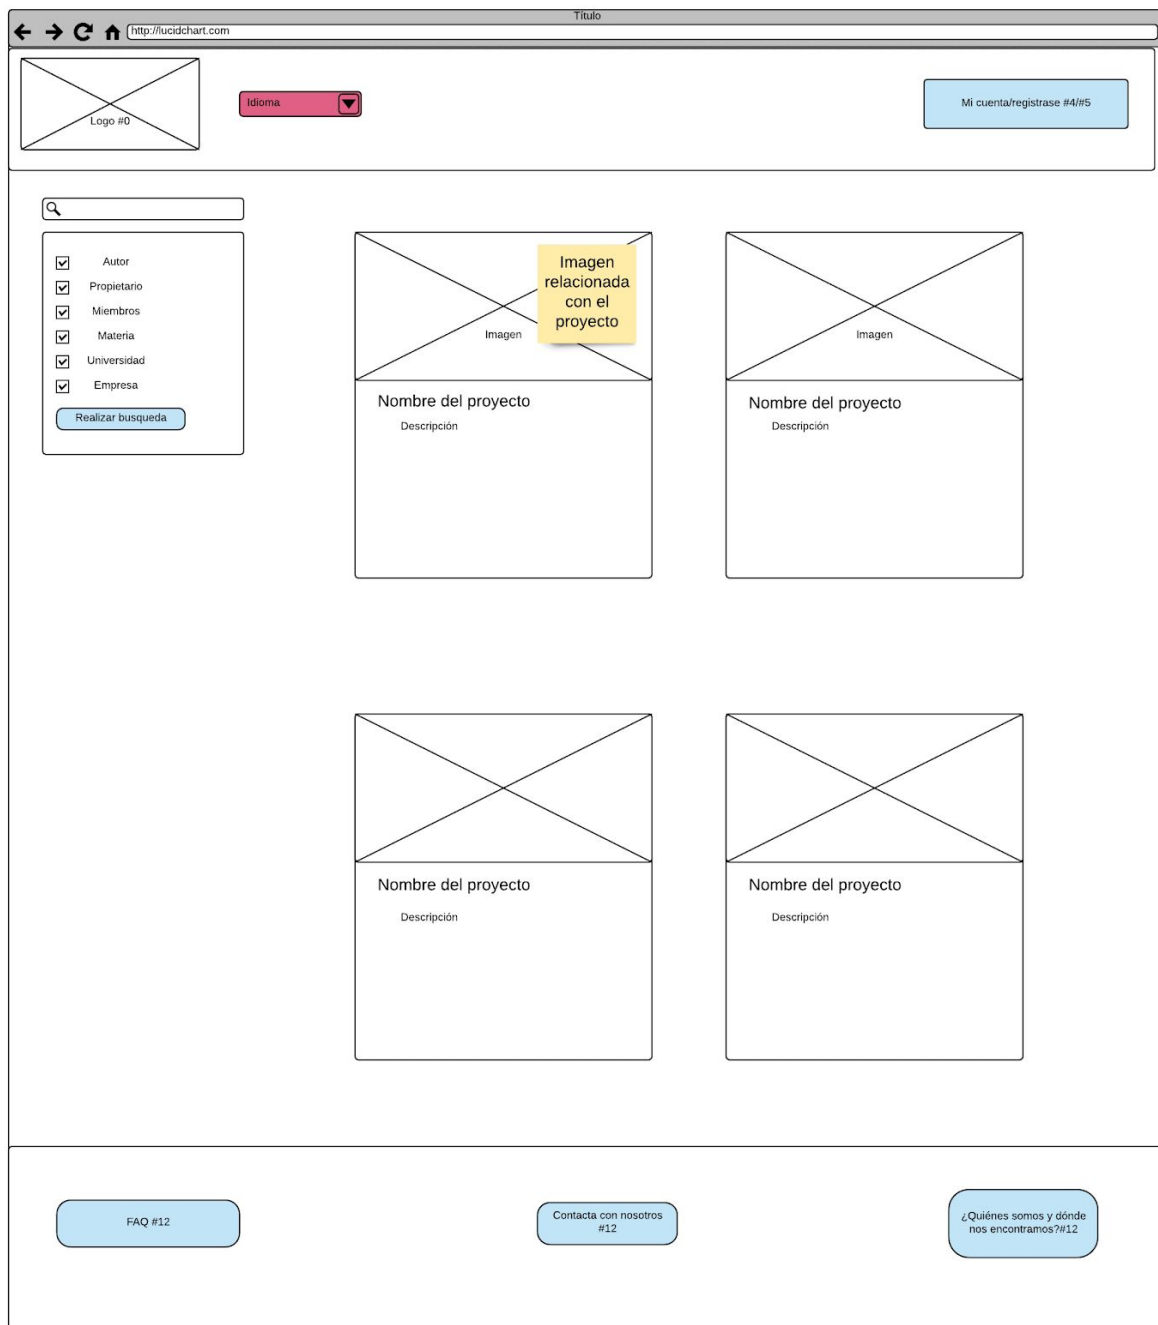 Título
http://lucidchart.com
Logo #0
Idioma
Mi cuenta/registrase #4/#5
Autor
Propietario
Miembros
Materia
Universidad
Empresa
Realizar busqueda
Imagen
relacionada
con el
proyecto
Imagen
Imagen
Nombre del proyecto
Descripción
Nombre del proyecto
Descripción
Nombre del proyecto
Descripción
Nombre del proyecto
Descripción
FAQ #12
Contacta con nosotros
#12
¿Quiénes somos y dónde
nos encontramos?#12